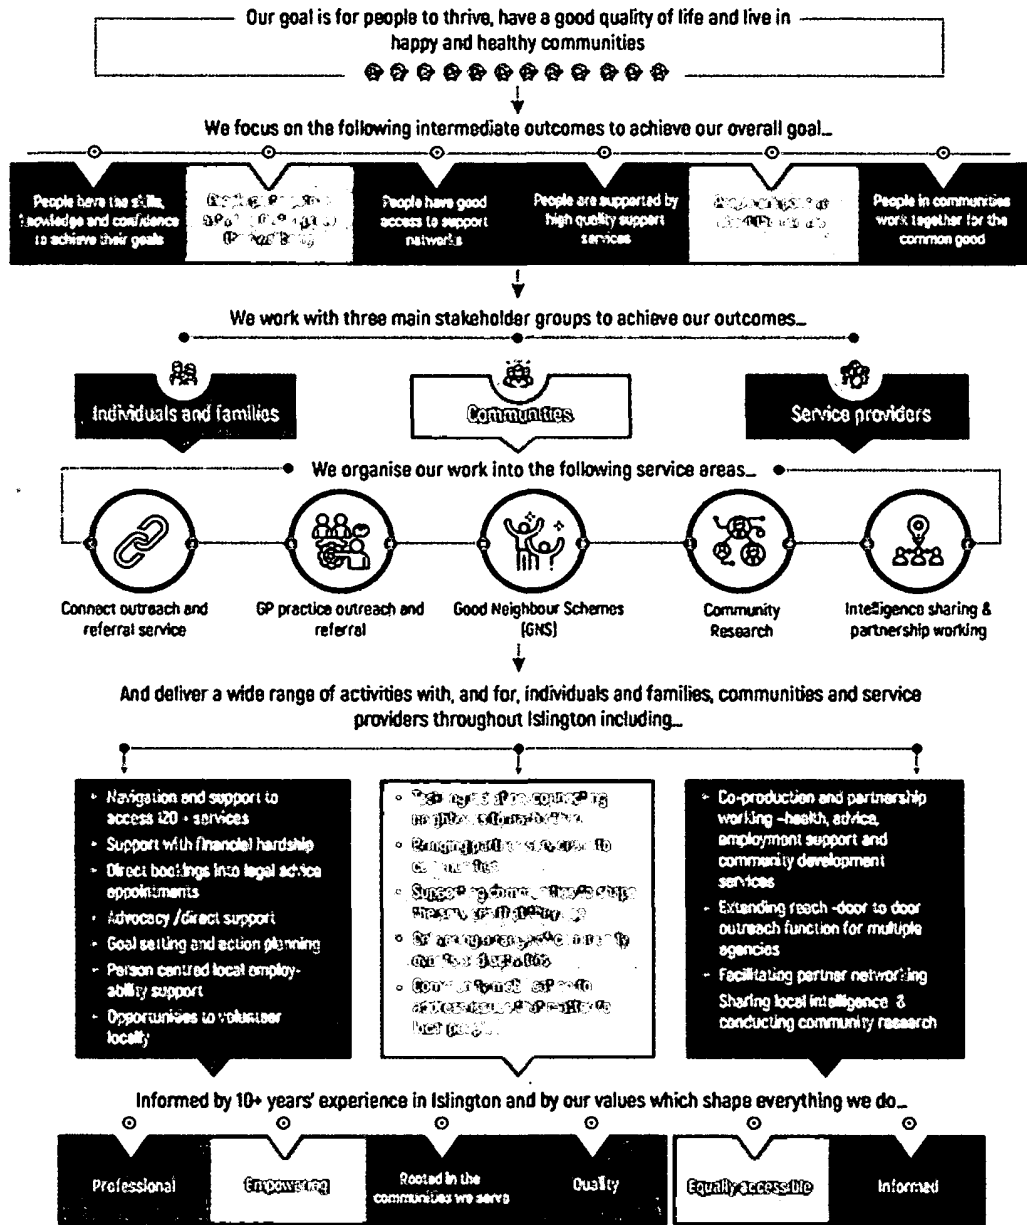 Our goal is for people to thrive, have a good quality of life and live in
happy and healthy communities
We focus on the following intermediate outcomes to achieve our overall goal...
People have the skills,
knowledge and confidence
to achieve their goals
People have good
access to support
networks
People are supported by
high quality support
services
People in communities
work together for the
common good
We work with three main stakeholder groups to achieve our outcomes...
Individuals and families
Communities
Service providers
We organise our work into the following service areas...
Connect outreach and
referral service
GP practice outreach and
referral
Good Neighbour Schemes
(GNS)
Community
Research
Intelligence sharing &
partnership working
And deliver a wide range of activities with, and for, individuals and families, communities and service
providers throughout Islington including...
Navigation and support to
access 120 + services
Support with financial hardship
Direct bookings into legal advice
appointments
Advocacy /direct support
Goal setting and action planning
Person centred local employ-
ability support
Opportunities to volunteer
locally
connecting
Supporting communities to shape
local people
Co-production and partnership
working -health, advice,
employment support and
community development
services
Extending reach -door to door
outreach function for multiple
agencies
Facilitating partner networking
Sharing local intelligence &
conducting community research
Informed by 10+ years' experience in Islington and by our values which shape everything we do...
Professional
Empowering
Rooted in the
communities we serve
Quality
Equally accessible
Informed